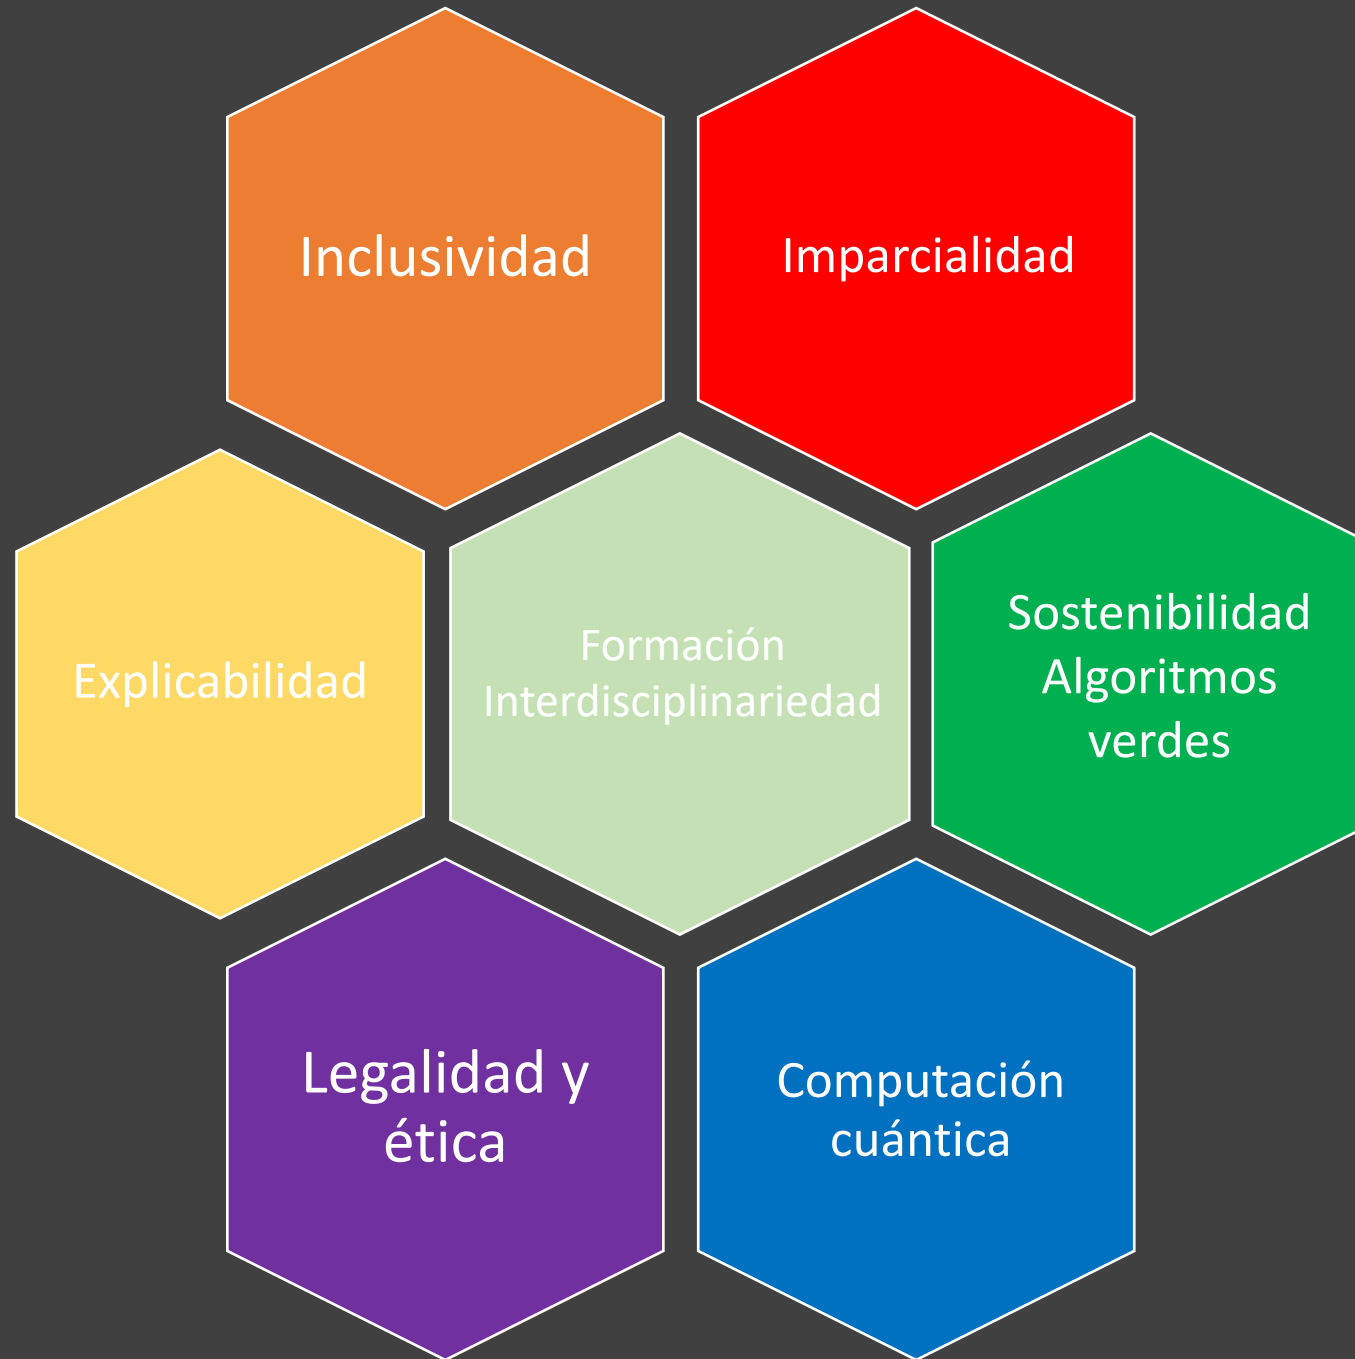 Inclusividad
Imparcialidad
Explicabilidad
Formación
Interdisciplinariedad
Sostenibilidad
Algoritmos
verdes
Legalidad y
ética
Computación
cuántica